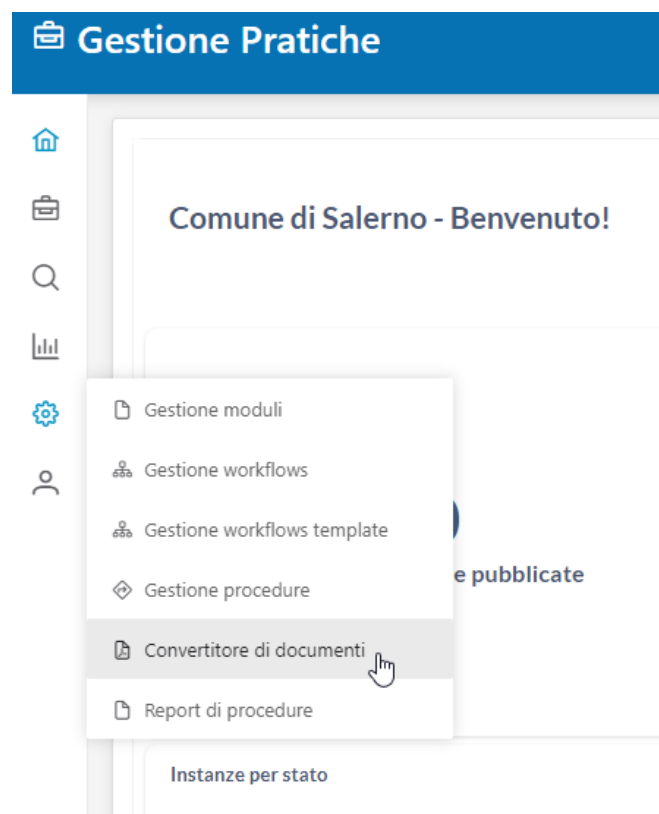 Gestione Pratiche
Comune di Salerno - Benvenuto!
Gestione moduli
Gestione workflows
Gestione workflows template
Gestione procedure
e pubblicate
Convertitore di documenti
Report di procedure
Instanze per stato